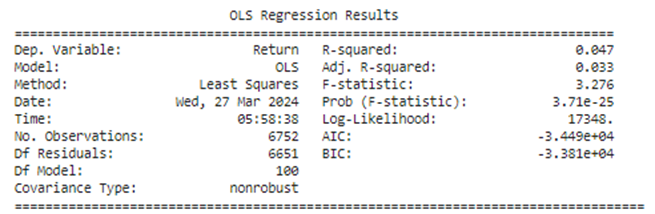 OLS Regression Results
==============================================================================
Dep. Variable: Return R-squared: 0.047
Model: OLS Adj. R-squared: 0.033
Method: Least Squares F-statistic: 3.276
Date: Wed, 27 Mar 2024 Prob (F-statistic): 3.71e-25
Time: 05:58:38 Log-Likelihood: 17348.
No. Observations: 6752 AIC: -3.449e+04
Df Residuals: 6651 BIC: -3.381e+04
Df Model: 100
Covariance Type: nonrobust
==================================================================================